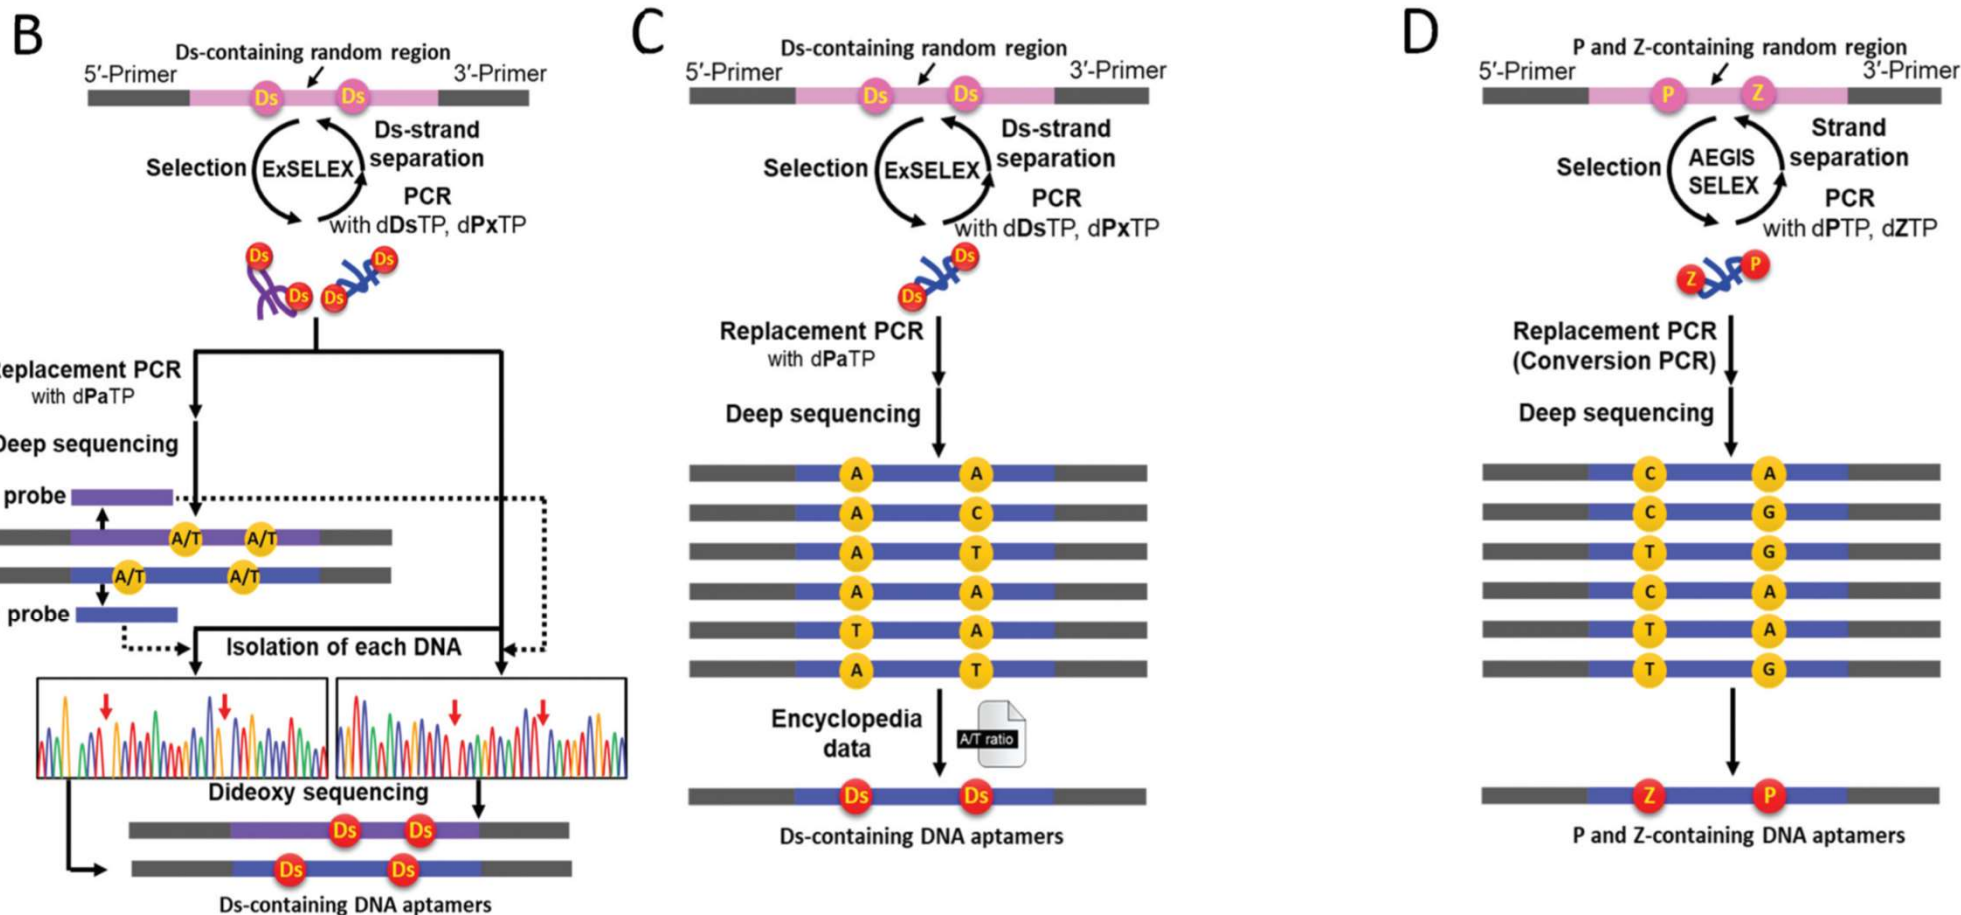 B
Ds-containing random region
5′-Primer
3′-Primer
Ds
Ds
Ds-strand
separation
Selection
ExSELEX
PCR
with dDsTP, dPxTP
Ds
Ds
Ds
Ds
eplacement PCR
with dPaTP
Deep sequencing
probe
A/T
A/T
A/T
A/T
probe
Isolation of each DNA
Dideoxy sequencing
Ds
Ds
Ds
Ds
Ds-containing DNA aptamers
C
Ds-containing random region
5′-Primer
3′-Primer
Ds
Ds
Ds-strand
separation
Selection
ExSELEX
PCR
with dDsTP, dPxTP
Ds
Ds
Replacement PCR
with dPaTP
Deep sequencing
A A
A C
A T
A A
T A
A T
Encyclopedia
data
A/T ratio
Ds
Ds
Ds-containing DNA aptamers
D
P and Z-containing random region
5′-Primer
3′-Primer
P
Z
Strand
separation
Selection
AEGIS
SELEX
PCR
with dPTP, dZTP
Z
P
Replacement PCR
(Conversion PCR)
Deep sequencing
C A
C G
T G
C A
T A
T G
Z
P
P and Z-containing DNA aptamers